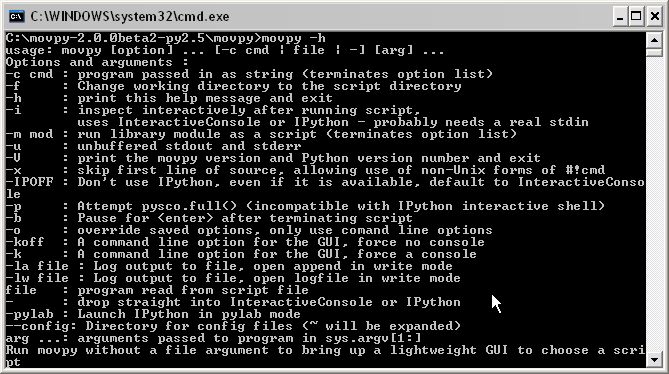 C:\WINDOWS\system32\cmd.exe
C:\movpy-2.0.0beta2-py2.5\movpy>movpy -h
usage: movpy [option] ... [-c cmd ¦ file ¦ -] [arg] ...
Options and arguments :
-c cmd : program passed in as string (terminates option list)
-f     : Change working directory to the script directory
-h     : print this help message and exit
-i     : inspect interactively after running script,
         uses InteractiveConsole or IPython - probably needs a real stdin
-m mod : run library module as a script (terminates option list)
-u     : unbuffered stdout and stderr
-V     : print the movpy version and Python version number and exit
-x     : skip first line of source, allowing use of non-Unix forms of #!cmd
-IPOFF : Don't use IPython, even if it is available, default to InteractiveConso
le
-p     : Attempt pysco.full() (incompatible with IPython interactive shell)
-b     : Pause for <enter> after terminating script
-o     : override saved options, only use comand line options
-koff  : A command line option for the GUI, force no console
-k     : A command line option for the GUI, force a console
-la file : Log output to file, open append in write mode
-lw file : Log output to file, open logfile in write mode
file   : program read from script file
-      : drop straight into InteractiveConsole or IPython
-pylab : Launch IPython in pylab mode
--config: Directory for config files (~ will be expanded)
arg ...: arguments passed to program in sys.argv[1:]
Run movpy without a file argument to bring up a lightweight GUI to choose a scri
pt